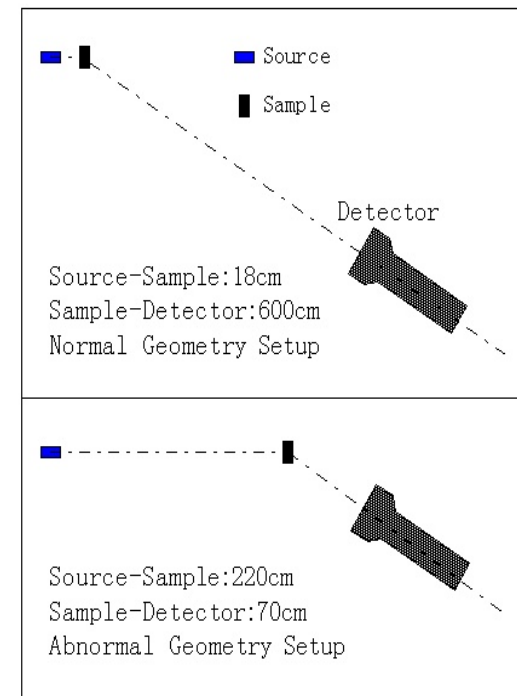 Source
Sample
Detector
Source-Sample:18cm
Sample-Detector:600cm
Normal Geometry Setup
Source-Sample:220cm
Sample-Detector:70cm
Abnormal Geometry Setup